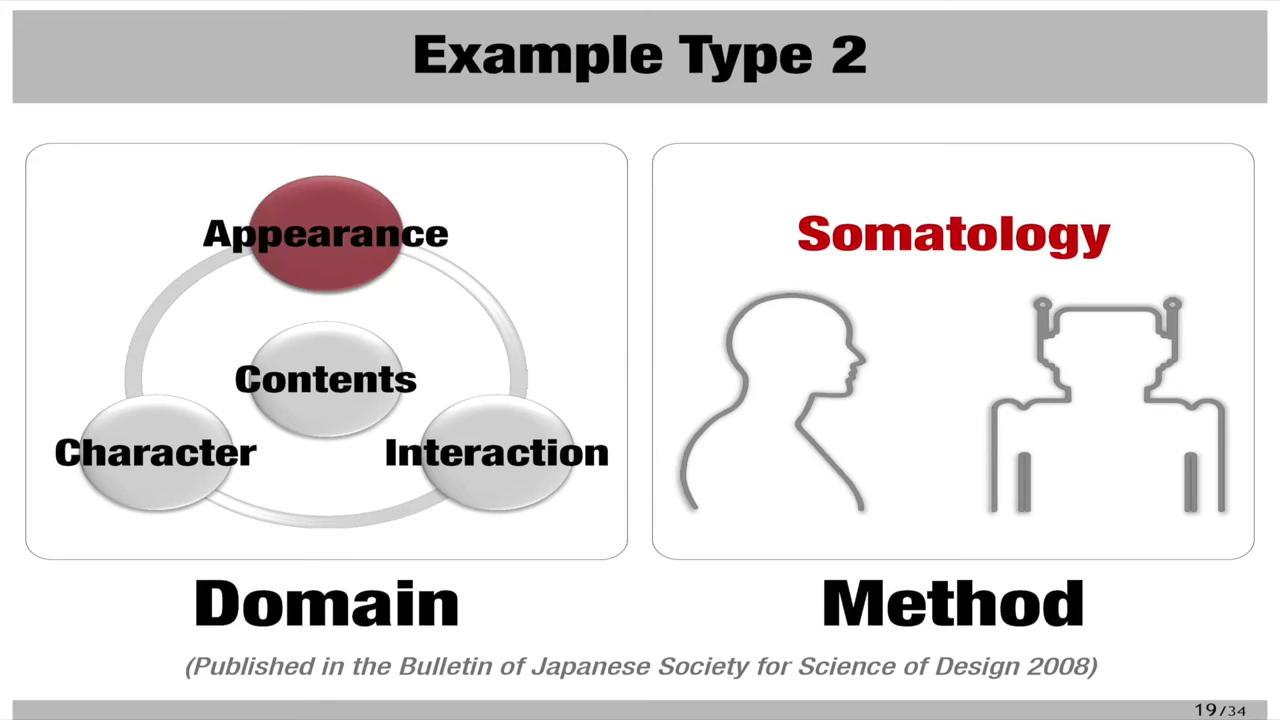 Example Type 2
Appearance
Contents
Character
Interaction
Domain
Somatology
Method
(Published in the Bulletin of Japanese Society for Science of Design 2008)
19/34